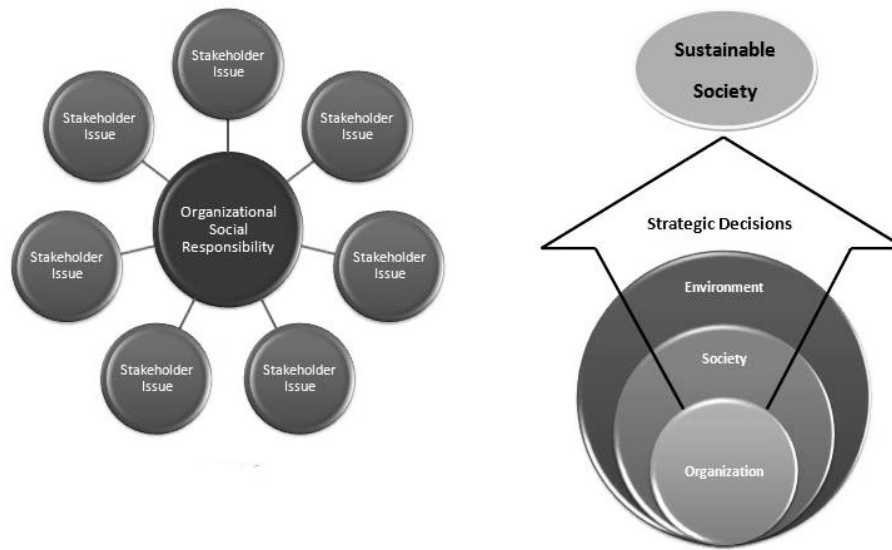 Stakeholder
Issue
Stakeholder
Issue
Stakeholder
Issue
Stakeholder
Issue
Stakeholder
Issue
Stakeholder
Issue
Stakeholder
Issue
Organizational
Social
Responsibility
Sustainable
Society
Strategic Decisions
Environment
Society
Organization